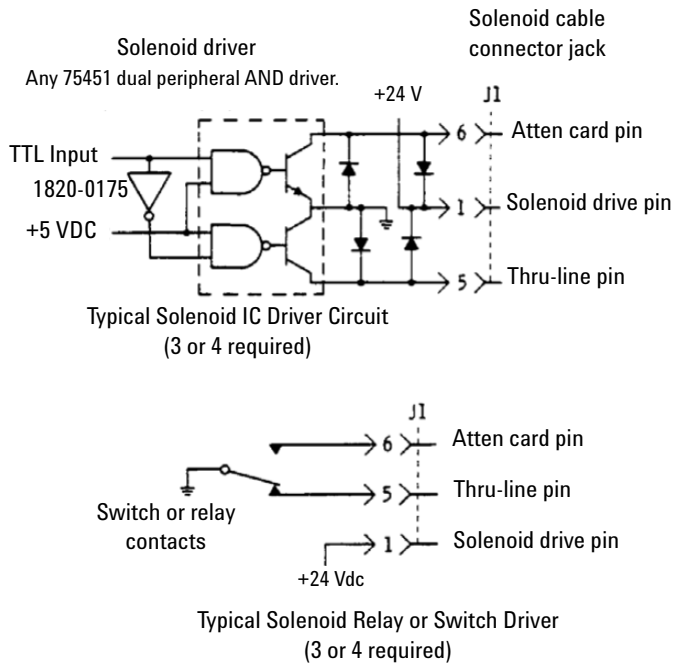 Solenoid cable
connector jack
Solenoid driver
Any 75451 dual peripheral AND driver.
+24 V
J1
6
Atten card pin
TTL Input
1820-0175
1
Solenoid drive pin
+5 VDC
5
Thru-line pin
Typical Solenoid IC Driver Circuit
(3 or 4 required)
J1
6
Atten card pin
5
Thru-line pin
Switch or relay
contacts
1
Solenoid drive pin
+24 Vdc
Typical Solenoid Relay or Switch Driver
(3 or 4 required)